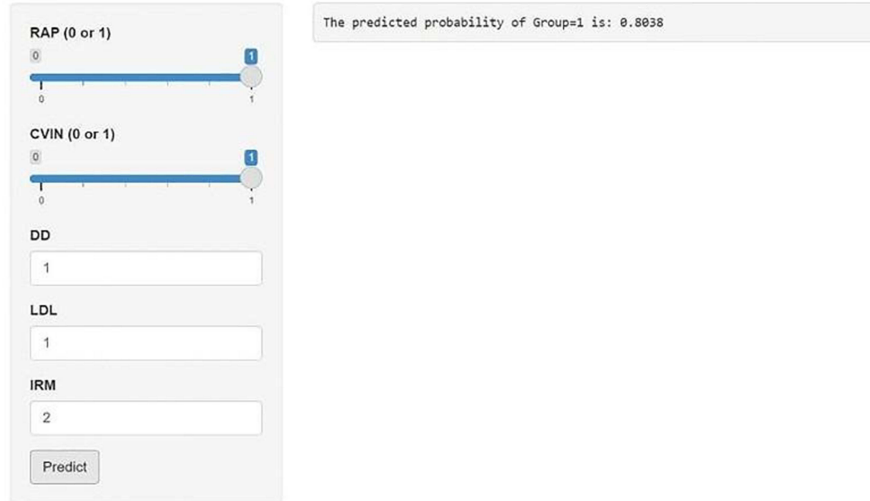 RAP (0 or 1)
0 1
0 1
CVIN (0 or 1)
0 1
0 1
DD
1
LDL
1
IRM
2
Predict
The predicted probability of Group=1 is: 0.8038